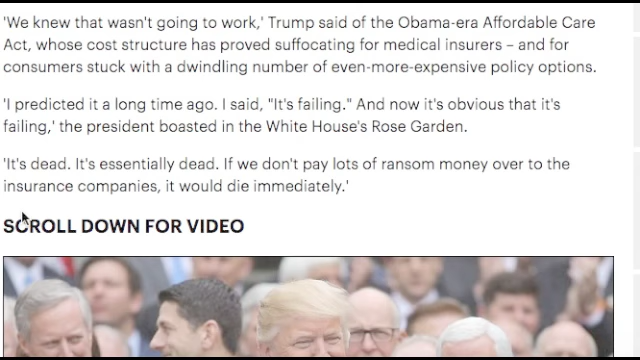 'We knew that wasn't going to work,' Trump said of the Obama-era Affordable Care
Act, whose cost structure has proved suffocating for medical insurers – and for
consumers stuck with a dwindling number of even-more-expensive policy options.
'I predicted it a long time ago. I said, "It's failing." And now it's obvious that it's
failing,' the president boasted in the White House's Rose Garden.
'It's dead. It's essentially dead. If we don't pay lots of ransom money over to the
insurance companies, it would die immediately.'
SCROLL DOWN FOR VIDEO